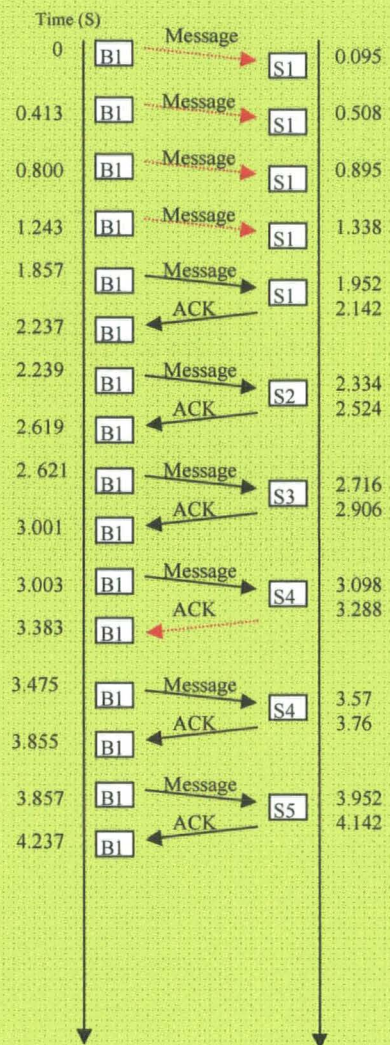 Time (S)
Message
0 B1 S1 0.095
0.413 B1 S1 0.508
0.800 B1 S1 0.895
1.243 B1 S1 1.338
1.857 B1 Message S1 1.952
2.237 B1 ACK 2.142
2.239 B1 Message S2 2.334
2.619 B1 ACK 2.524
2. 621 B1 Message S3 2.716
3.001 B1 ACK 2.906
3.003 B1 Message S4 3.098
3.383 B1 ACK 3.288
3.475 B1 Message S4 3.57
3.855 B1 ACK 3.76
3.857 B1 Message S5 3.952
4.237 B1 ACK 4.142